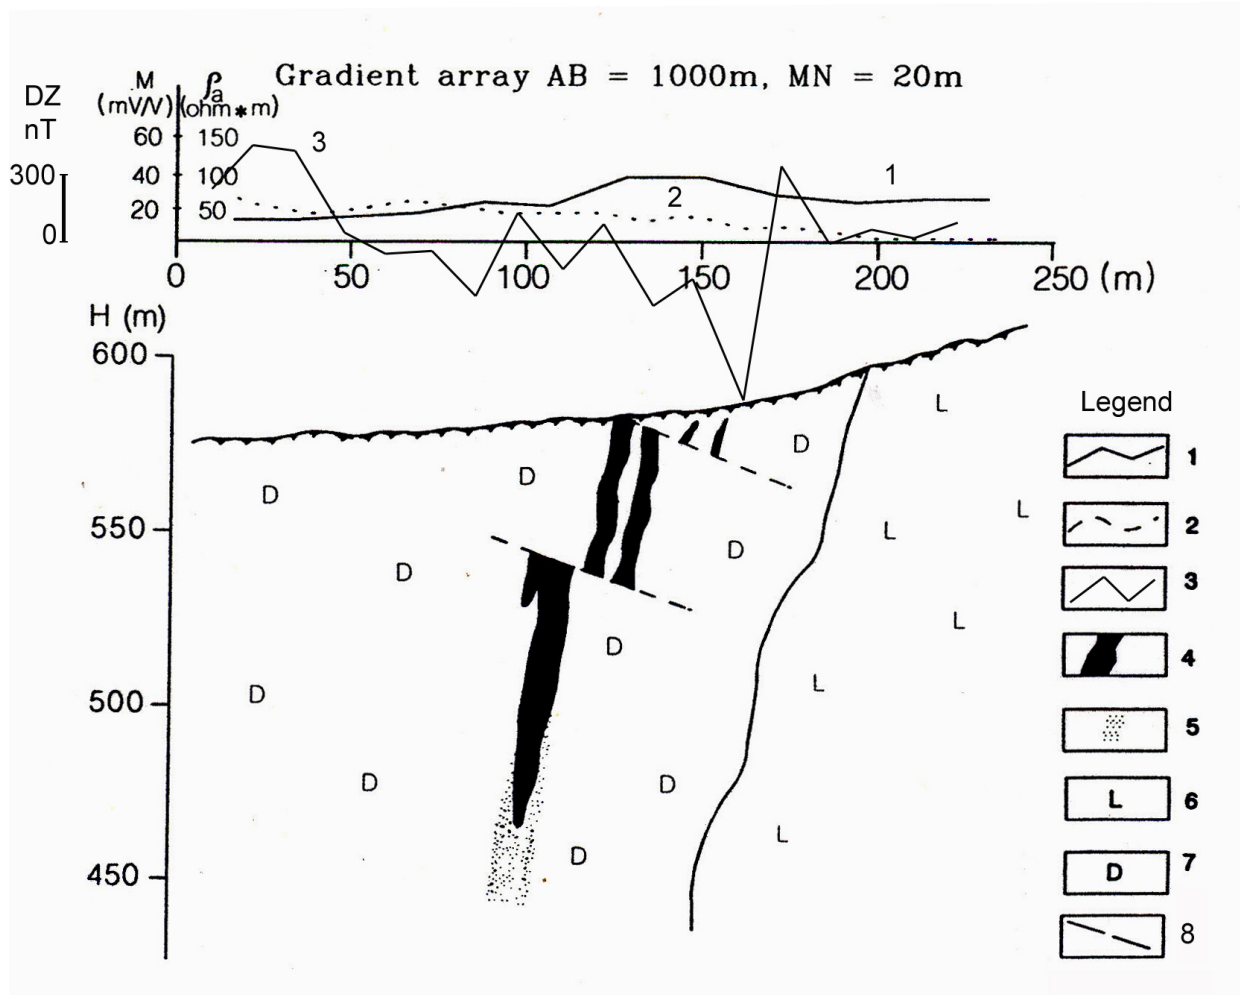 Gradient array AB = 1000m, MN = 20m
DZ M ρa
nT (mV/V) (ohm*m)
60 150 3
300 40 100 1
2
20 50
0
0 50 100 150 200 250 (m)
H (m)
600
L
Legend
D
1
D
D
L
550 L 2
D
D
3
L
D
4
D L
500
5
D D
L 6
L
D
450 D 7
8